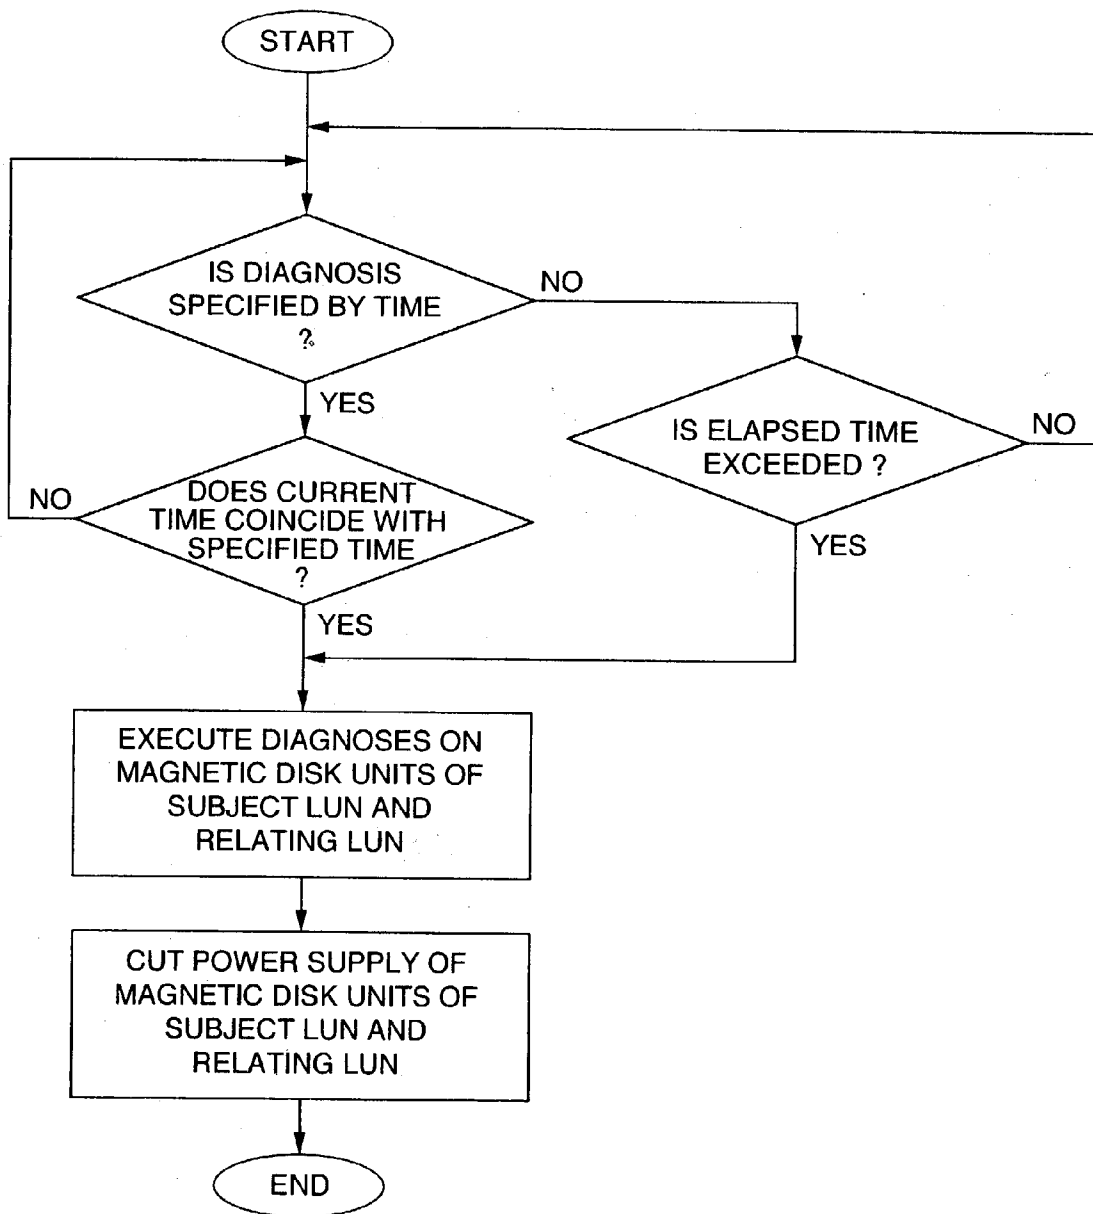 START
IS DIAGNOSIS
SPECIFIED BY TIME
?
NO
YES
IS ELAPSED TIME
EXCEEDED ?
NO
YES
DOES CURRENT
TIME COINCIDE WITH
SPECIFIED TIME
?
NO
YES
EXECUTE DIAGNOSES ON
MAGNETIC DISK UNITS OF
SUBJECT LUN AND
RELATING LUN
CUT POWER SUPPLY OF
MAGNETIC DISK UNITS OF
SUBJECT LUN AND
RELATING LUN
END